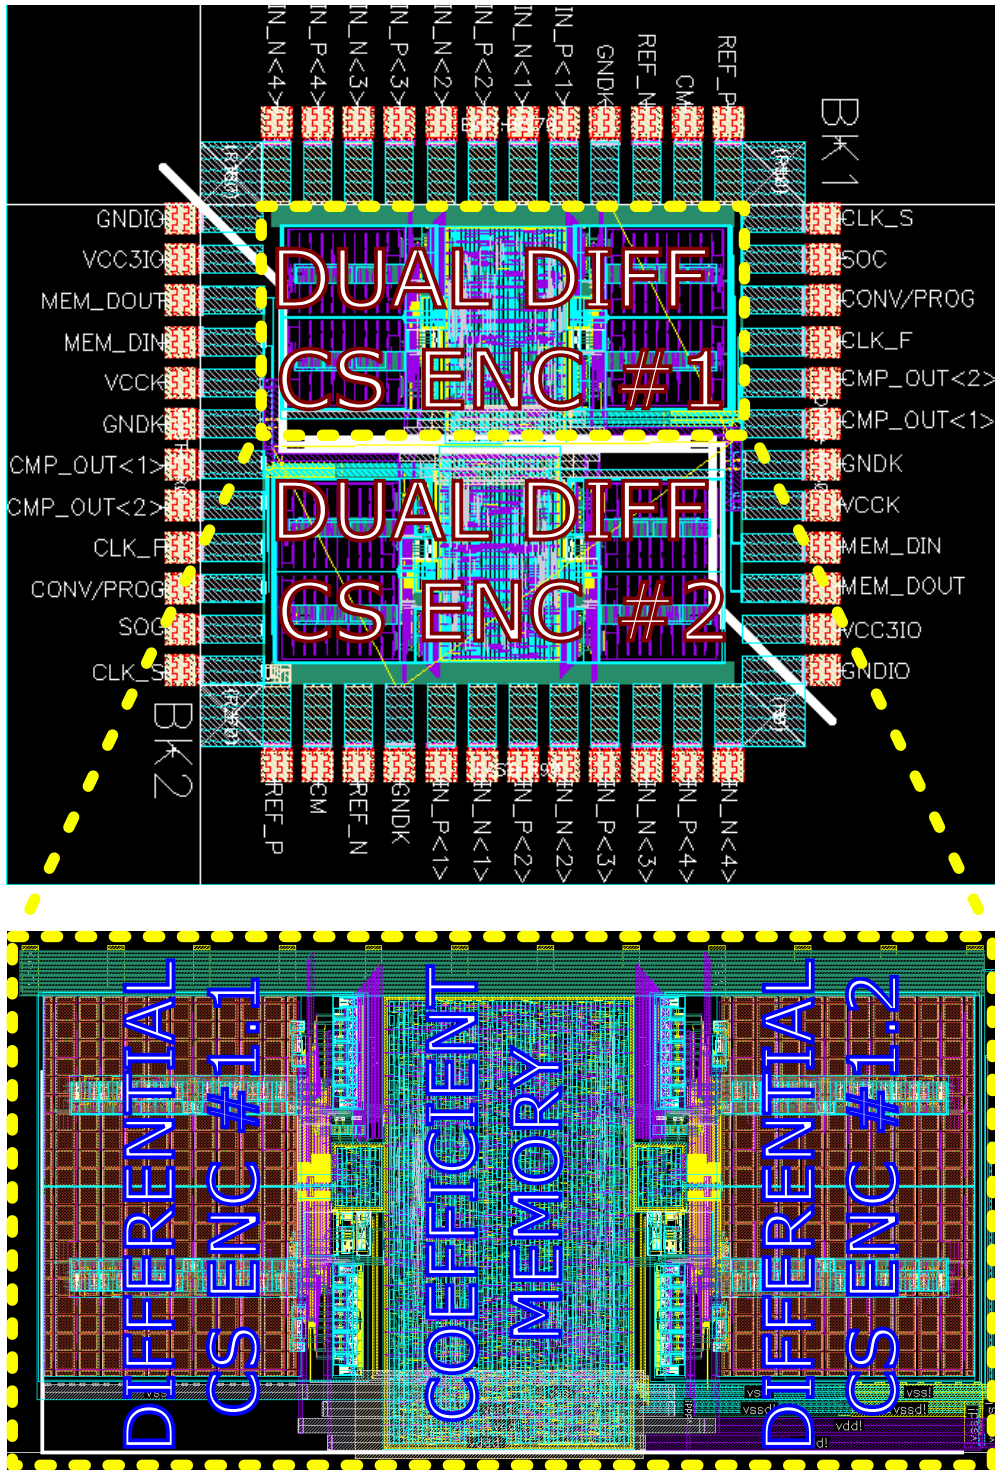 IN_N<4>
IN_P<4>
IN_N<3>
IN_P<3>
IN_N<2>
IN_P<2>
IN_N<1>
IN_P<1>
GNDK
REF_N
CM
REF_P
BK1
GNDIO
VCC3IO
MEM_DOUT
MEM_DIN
VCCK
GNDK
CMP_OUT<1>
CMP_OUT<2>
CLK_F
CONV/PROG
SOC
CLK_S
CLK_S
SOC
CONV/PROG
CLK_F
CMP_OUT<2>
CMP_OUT<1>
GNDK
VCCK
MEM_DIN
MEM_DOUT
VCC3IO
GNDIO
DUAL DIFF
CS ENC #1
DUAL DIFF
CS ENC #2
BK2
REF_P
CM
REF_N
GNDK
IN_P<1>
IN_N<1>
IN_P<2>
IN_N<2>
IN_P<3>
IN_N<3>
IN_P<4>
IN_N<4>
DIFFERENTIAL
CS ENC #1.1
COEFFICIENT
MEMORY
DIFFERENTIAL
CS ENC #1.2
vss!
vssd!
vssd!
vdd!